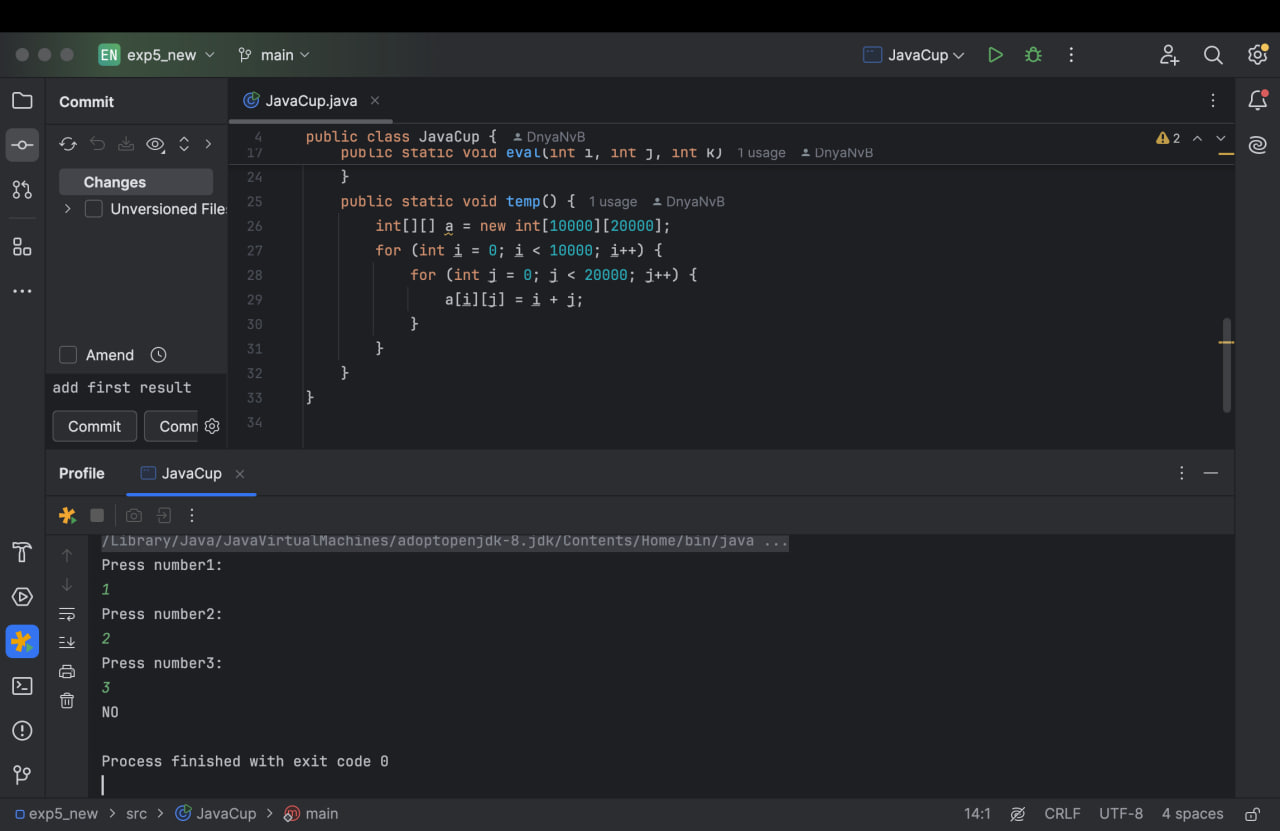 EN exp5_new main JavaCup
Commit
JavaCup.java
4 public class JavaCup { DnyaNvB
2
17 public static void eval(int i, int j, int k) 1 usage DnyaNvB
Changes
24 }
Unversioned File
25 public static void temp() { 1 usage DnyaNvB
26 int[][] a = new int[10000][20000];
27 for (int i = 0; i < 10000; i++) {
28 for (int j = 0; j < 20000; j++) {
29 a[i][j] = i + j;
30 }
31 }
32 }
33 }
34
Amend
add first result
Commit Comm
Profile JavaCup
/Library/Java/JavaVirtualMachines/adoptopenjdk-8.jdk/Contents/Home/bin/java ...
Press number1:
1
Press number2:
2
Press number3:
3
NO
Process finished with exit code 0
exp5_new > src > JavaCup > m main
14:1 CRLF UTF-8 4 spaces